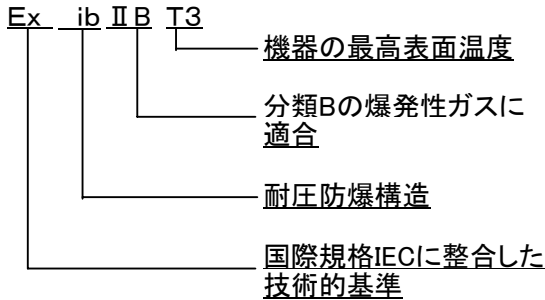 Ex ib ⅡB T3
機器の最高表面温度
分類Bの爆発性ガスに
適合
耐圧防爆構造
国際規格IECに整合した
技術的基準